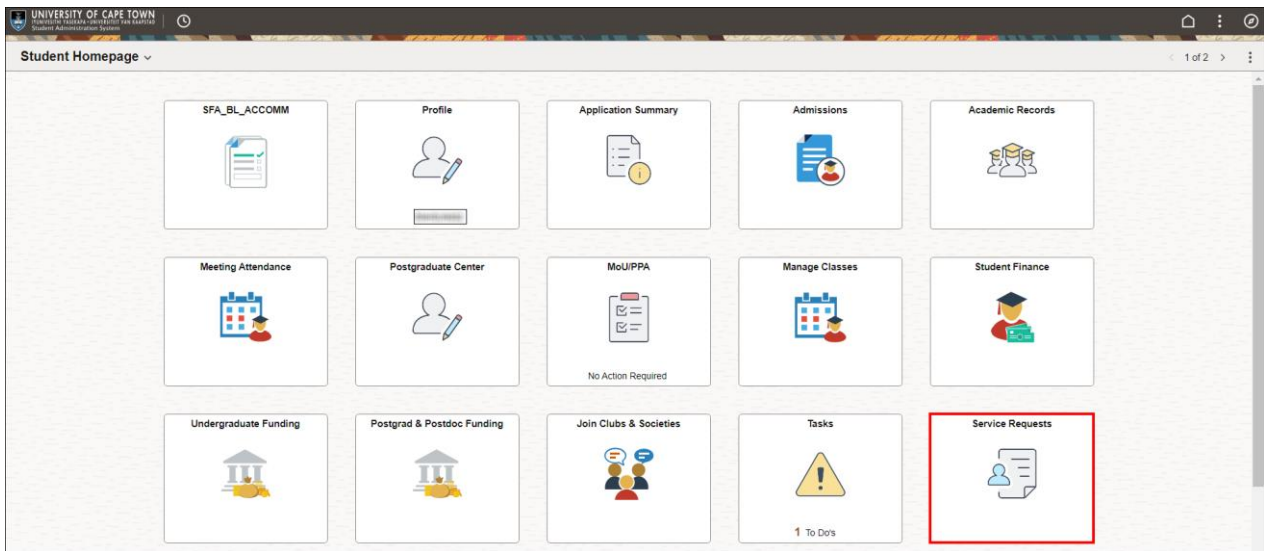 UNIVERSITY OF CAPE TOWN
Student Administration System
Student Homepage
1 of 2
SFA_BL_ACCOMM
Profile
Application Summary
Admissions
Academic Records
Meeting Attendance
Postgraduate Center
MoU/PPA
Manage Classes
Student Finance
No Action Required
Undergraduate Funding
Postgrad & Postdoc Funding
Join Clubs & Societies
Tasks
Service Requests
1 To Do's